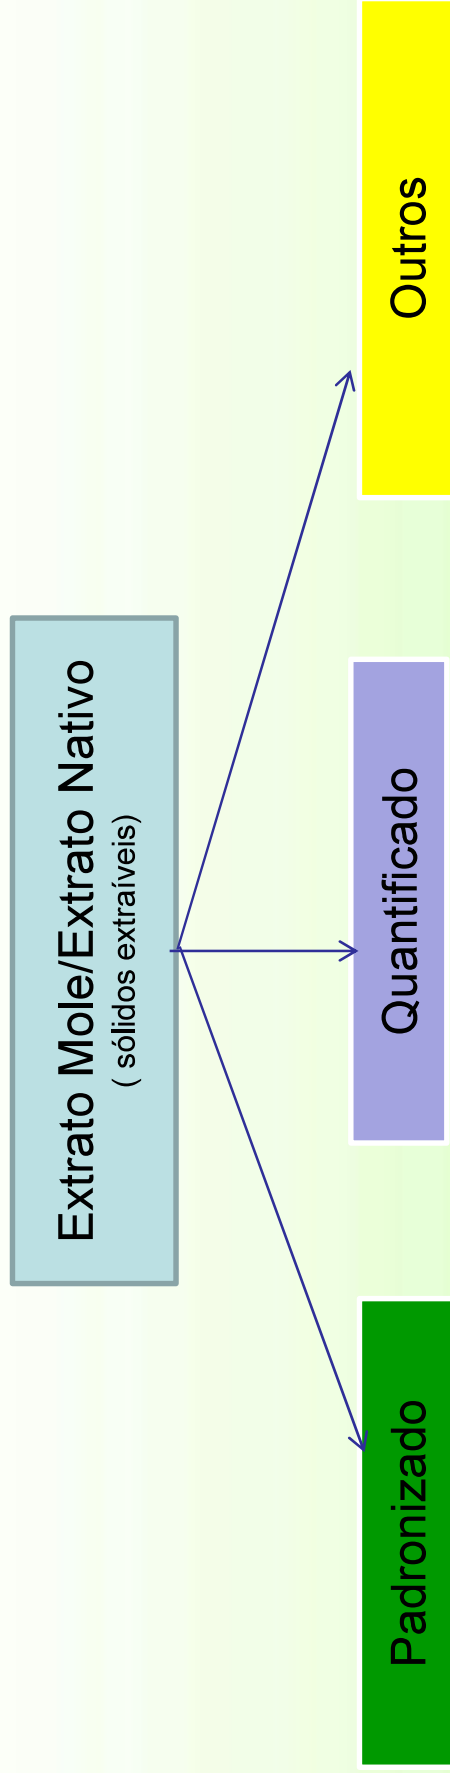 Extrato Mole/Extrato Nativo
( sólidos extraíveis)
Padronizado
Quantificado
Outros